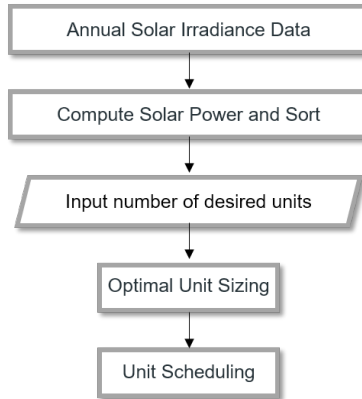 Annual Solar Irradiance Data
Compute Solar Power and Sort
Input number of desired units
Optimal Unit Sizing
Unit Scheduling